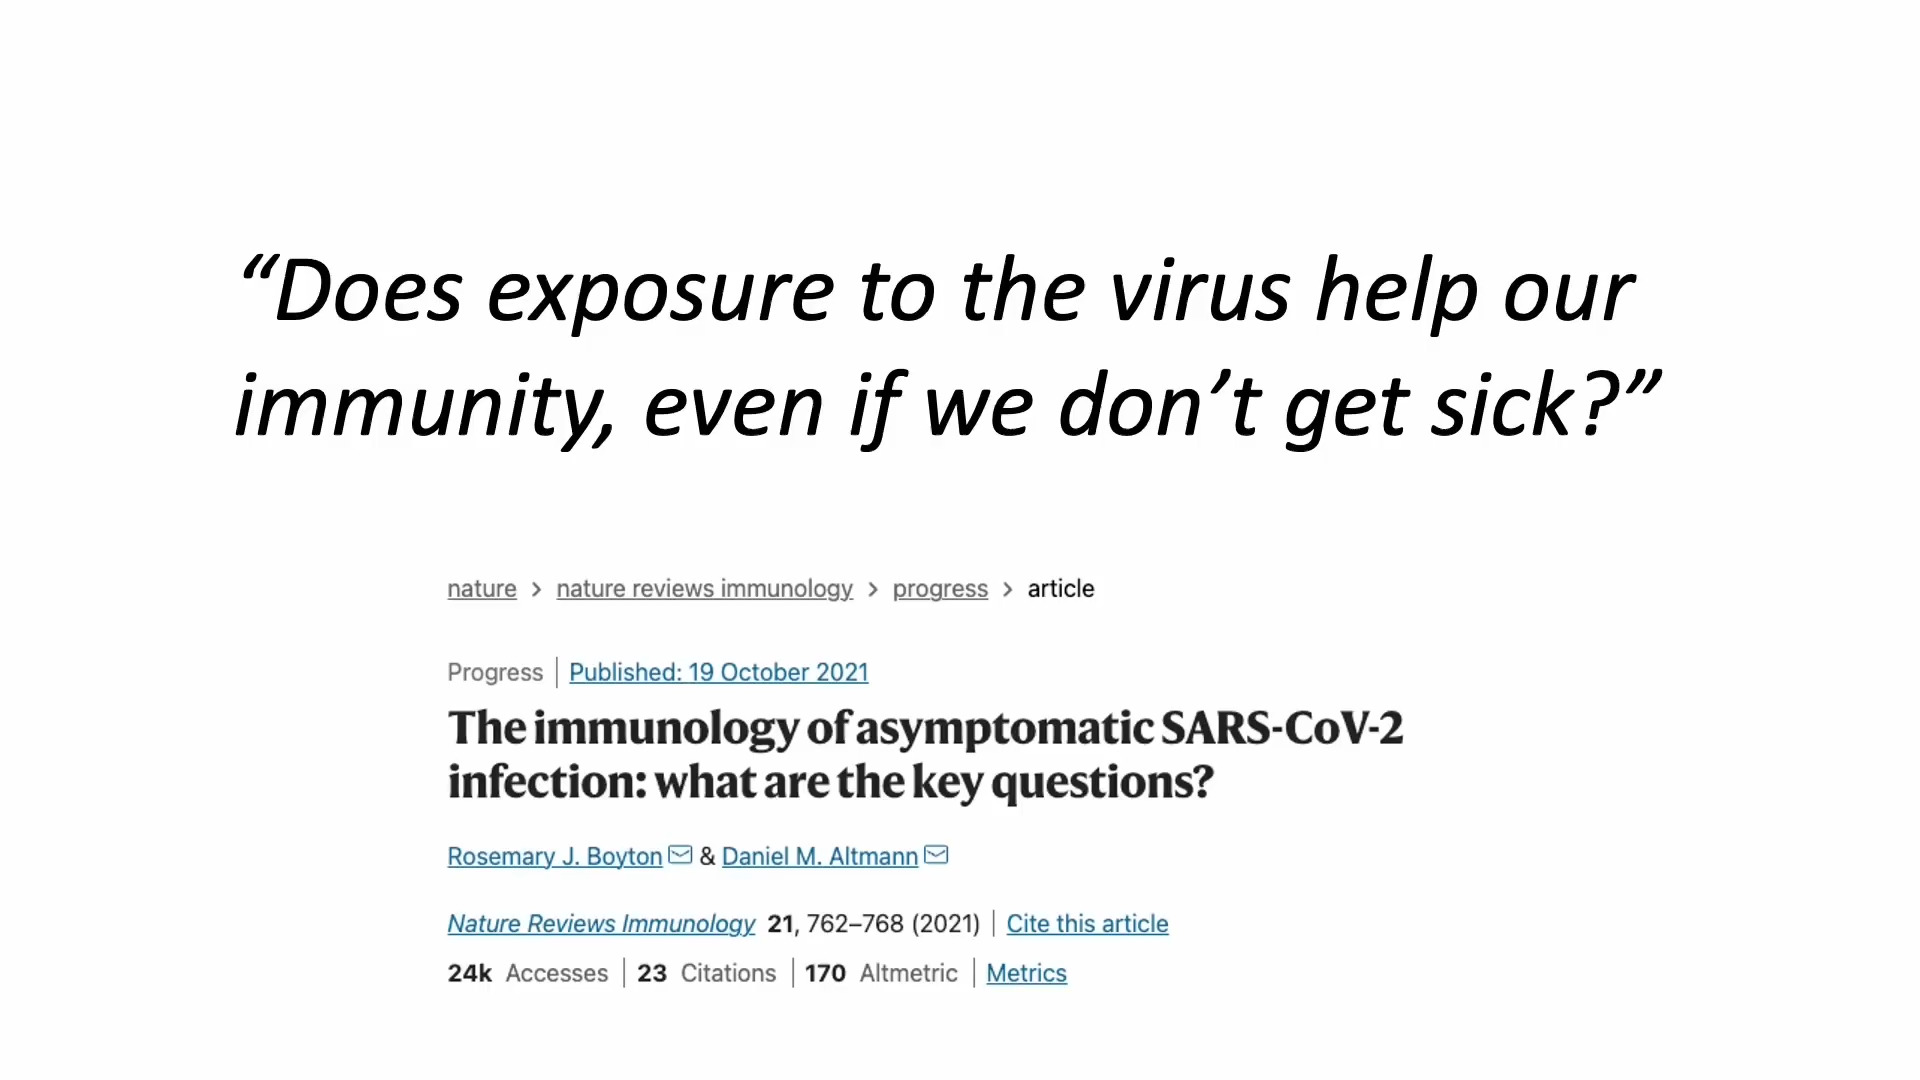 “Does exposure to the virus help our
immunity, even if we don’t get sick?”
nature > nature reviews immunology > progress > article
Progress | Published: 19 October 2021
The immunology of asymptomatic SARS-CoV-2
infection: what are the key questions?
Rosemary J. Boyton & Daniel M. Altmann
Nature Reviews Immunology 21, 762–768 (2021) | Cite this article
24k Accesses | 23 Citations | 170 Altmetric | Metrics